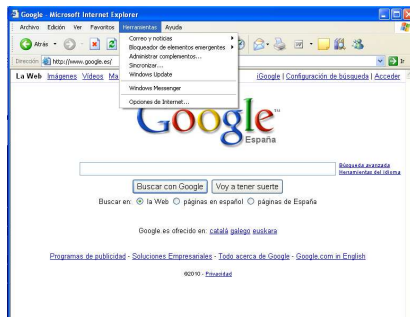 Google - Microsoft Internet Explorer
Archivo Edición Ver Favoritos Herramientas Ayuda
Correo y noticias
Bloqueador de elementos emergentes
Administrar complementos...
Sincronizar...
Windows Update
Windows Messenger
Opciones de Internet...
Atrás
Dirección http://www.google.es/ Ir
La Web Imágenes Vídeos Ma iGoogle | Configuración de búsqueda | Acceder
Google™
España
Búsqueda avanzada
Herramientas del idioma
Buscar con Google Voy a tener suerte
Buscar en: la Web páginas en español páginas de España
Google es ofrecido en: català galego euskara
Programas de publicidad - Soluciones Empresariales - Todo acerca de Google - Google.com in English
©2010 - Privacidad